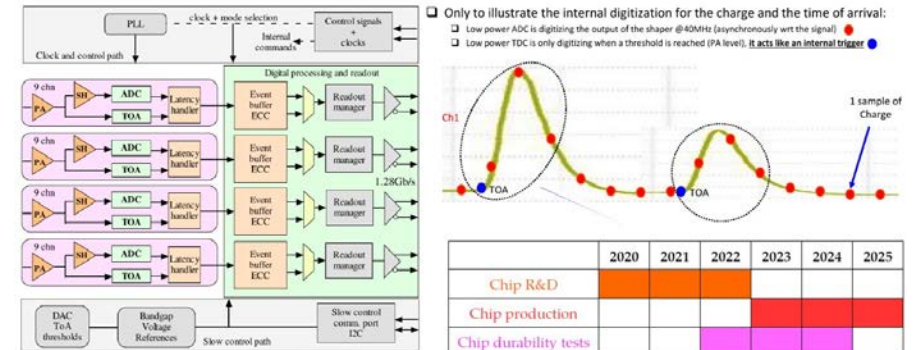 PLL
clock + mode selection
Control signals
+
clocks
Internal
commands
Clock and control path
Digital processing and readout
9 chn
PA
SH
ADC
TOA
Latency
handler
Event
buffer
ECC
Readout
manager
9 chn
PA
SH
ADC
TOA
Latency
handler
Event
buffer
ECC
Readout
manager
1.28Gb/s
9 chn
PA
SH
ADC
TOA
Latency
handler
Event
buffer
ECC
Readout
manager
9 chn
PA
SH
ADC
TOA
Latency
handler
Event
buffer
ECC
Readout
manager
DAC
ToA
thresholds
Bandgap
Voltage
References
Slow control
comm. port
I2C
Slow control path
Only to illustrate the internal digitization for the charge and the time of arrival:
Low power ADC is digitizing the output of the shaper @40MHz (asynchronously wrt the signal)
Low power TDC is only digitizing when a threshold is reached (PA level), it acts like an internal trigger
Ch1
TOA
TOA
1 sample of
Charge
2020 2021 2022 2023 2024 2025
Chip R&D
Chip production
Chip durability tests